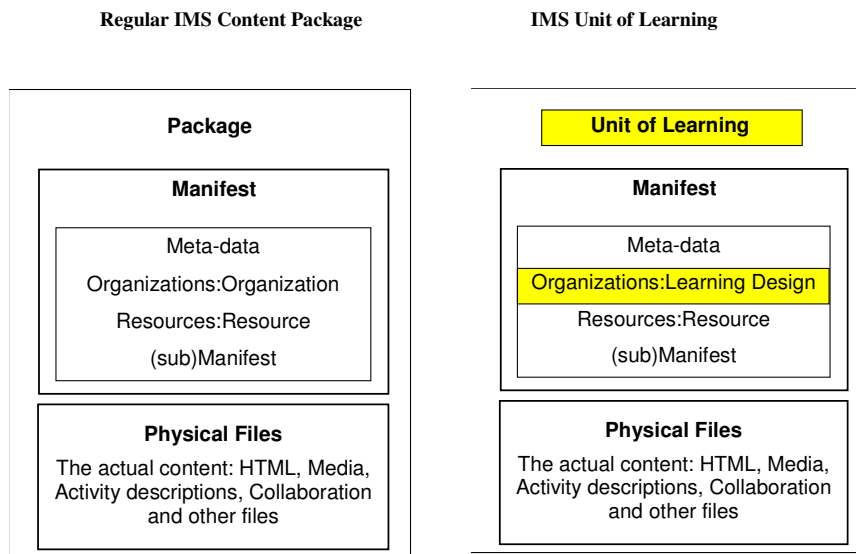 Regular IMS Content Package
Package
Manifest
Meta-data
Organizations:Organization
Resources:Resource
(sub)Manifest
Physical Files
The actual content: HTML, Media,
Activity descriptions, Collaboration
and other files
IMS Unit of Learning
Unit of Learning
Manifest
Meta-data
Organizations:Learning Design
Resources:Resource
(sub)Manifest
Physical Files
The actual content: HTML, Media,
Activity descriptions, Collaboration
and other files